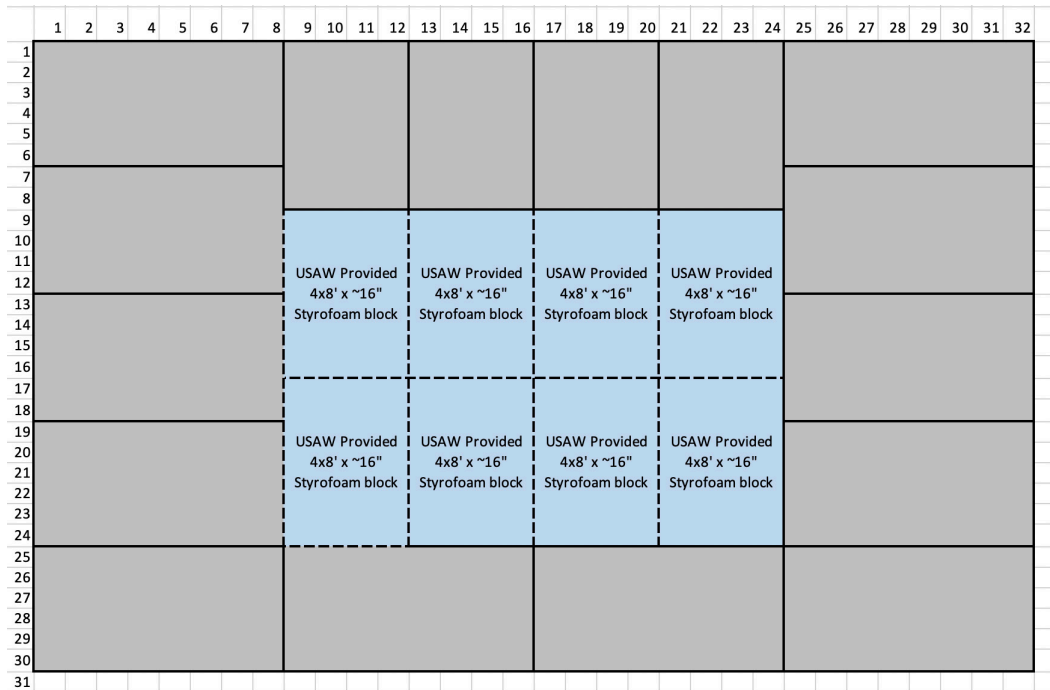 1 2 3 4 5 6 7 8 9 10 11 12 13 14 15 16 17 18 19 20 21 22 23 24 25 26 27 28 29 30 31 32
1
2
3
4
5
6
7
8
9
10
11
12
13
14
15
16
17
18
19
20
21
22
23
24
25
26
27
28
29
30
31
USAW Provided
4x8' x ~16"
Styrofoam block
USAW Provided
4x8' x ~16"
Styrofoam block
USAW Provided
4x8' x ~16"
Styrofoam block
USAW Provided
4x8' x ~16"
Styrofoam block
USAW Provided
4x8' x ~16"
Styrofoam block
USAW Provided
4x8' x ~16"
Styrofoam block
USAW Provided
4x8' x ~16"
Styrofoam block
USAW Provided
4x8' x ~16"
Styrofoam block